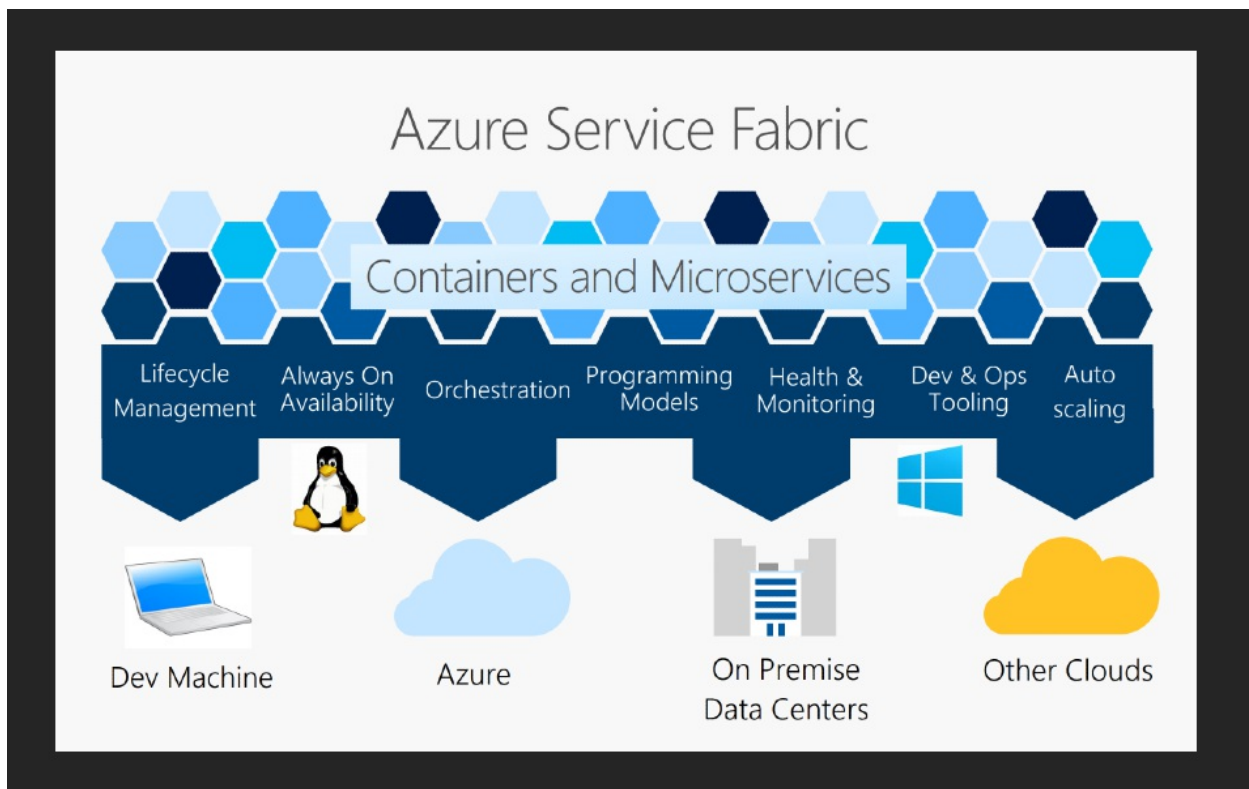 Azure Service Fabric
Containers and Microservices
Lifecycle
Management
Always On
Availability
Orchestration
Programming
Models
Health &
Monitoring
Dev & Ops
Tooling
Auto
scaling
Dev Machine
Azure
On Premise
Data Centers
Other Clouds